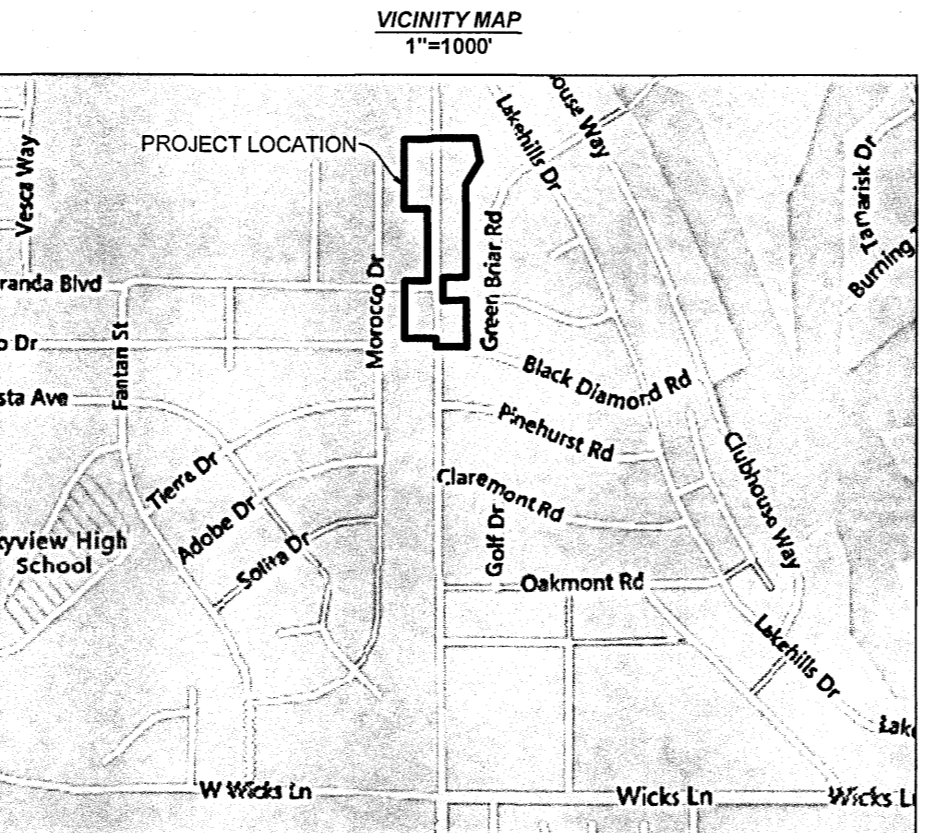 VICINITY MAP
1"=1000'
PROJECT LOCATION
Vesca Way
Lakehills Dr
ouse Way
Tamarisk Dr
Burning
randa Blvd
Morocco Dr
Green Briar Rd
o Dr
Fantan St
sta Ave
Black Diamond Rd
Pinehurst Rd
Tierra Dr
Claremont Rd
Clubhouse Way
Adobe Dr
Golf Dr
yview High
School
Solita Dr
Oakmont Rd
Lakehills Dr
Lake
W Wicks Ln
Wicks Ln
Wicks L